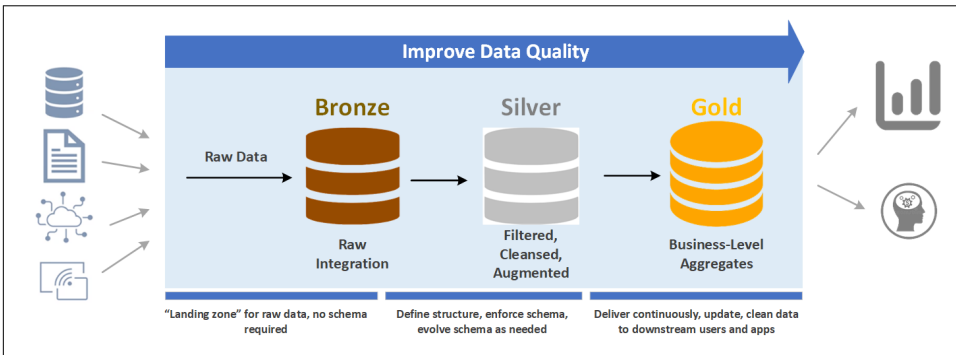 Improve Data Quality
Bronze
Silver
Gold
Raw Data
Raw
Integration
Filtered,
Cleansed,
Augmented
Business-Level
Aggregates
“Landing zone” for raw data, no schema
required
Define structure, enforce schema,
evolve schema as needed
Deliver continuously, update, clean data
to downstream users and apps